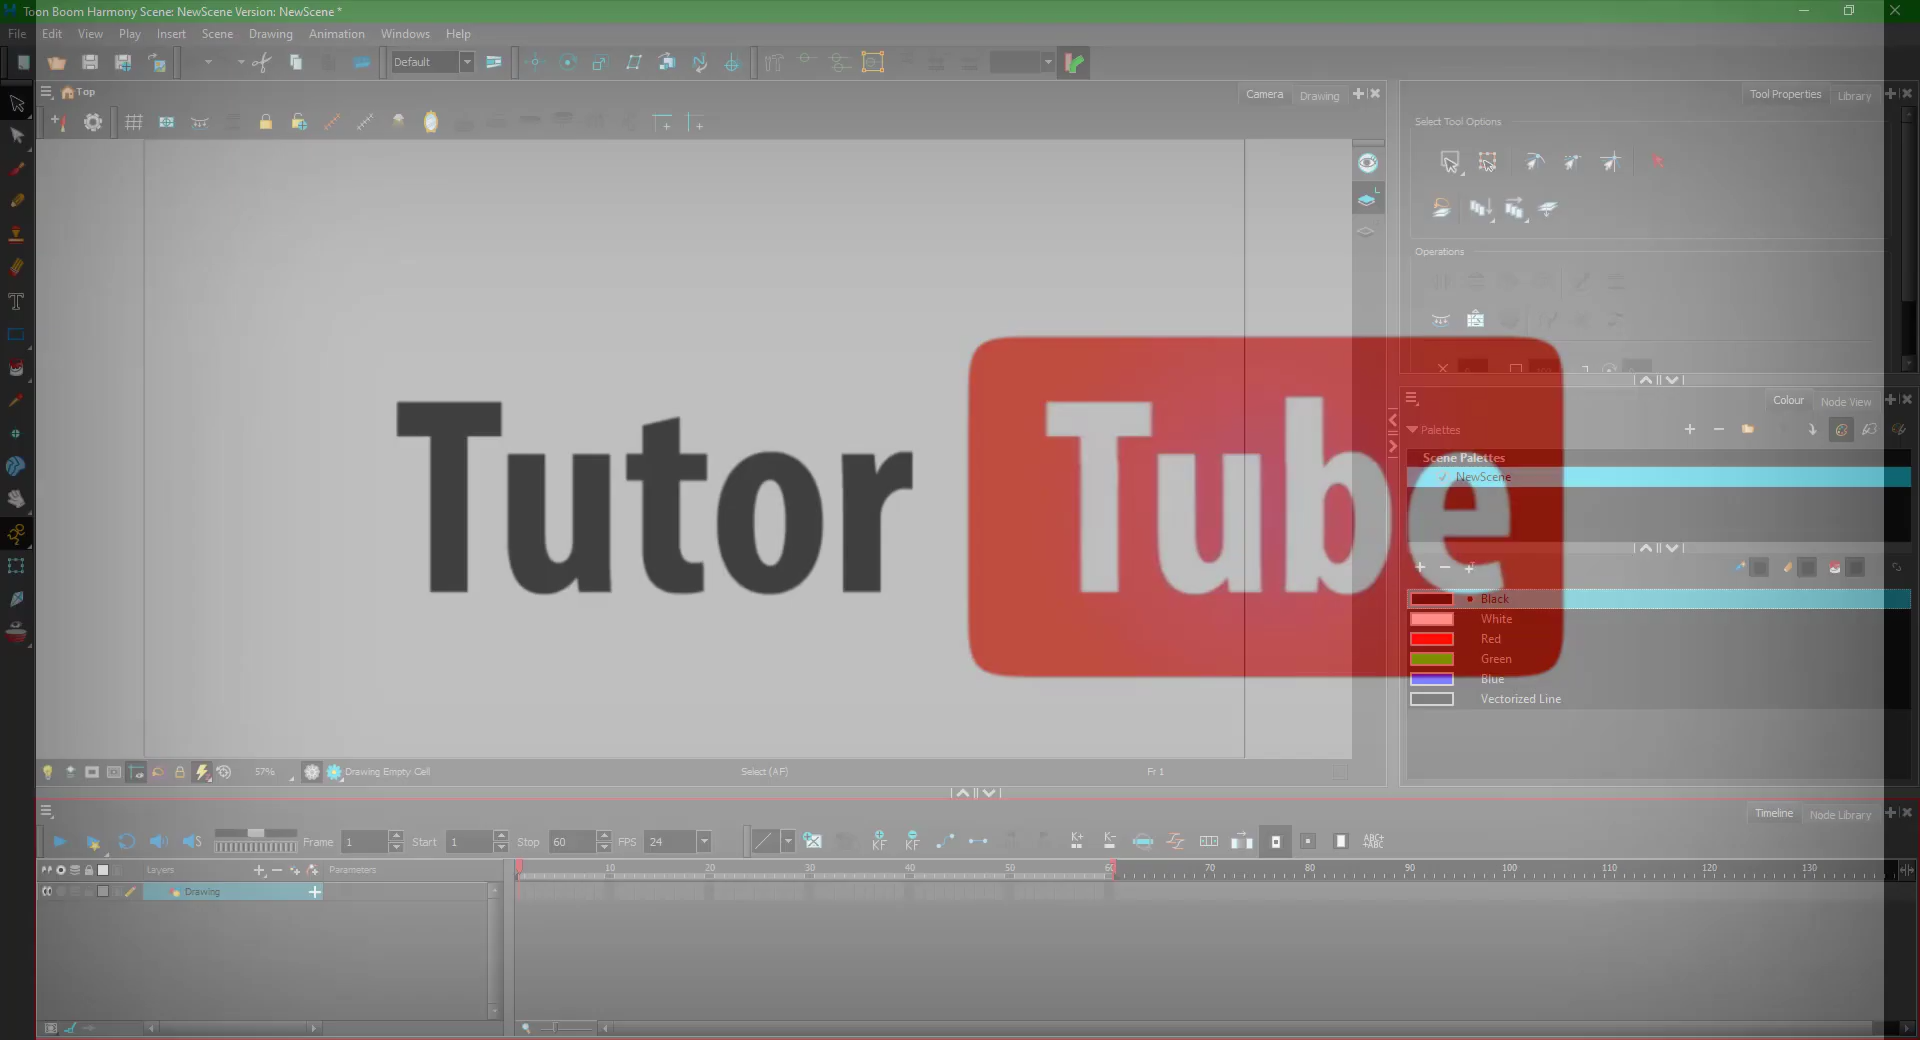 Toon Boom Harmony Scene: NewScene Version: NewScene *
File Edit View Play Insert Scene Drawing Animation Windows Help
Default
Top
Camera Drawing
Tool Properties Library
Select Tool Options
Operations
Tutor Tube
Colour Node View
Palettes
Scene Palettes
NewScene
Black
White
Red
Green
Blue
Vectorized Line
57% Drawing Empty Cell Select (AF) Fr 1
Timeline Node Library
Frame 1 Start 1 Stop 60 FPS 24
KF KF K+ K- ABC+ +ABC
Layers Parameters
10 20 30 40 50 60 70 80 90 100 110 120 130
Drawing